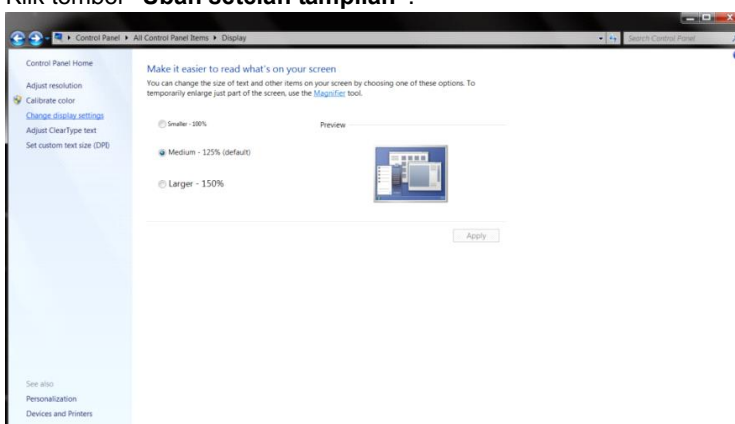 Klik tombol "Ubah setelan tampilan".
Control Panel ▸ All Control Panel Items ▸ Display
Search Control Panel
Control Panel Home
Adjust resolution
Calibrate color
Change display settings
Adjust ClearType text
Set custom text size (DPI)
Make it easier to read what's on your screen
You can change the size of text and other items on your screen by choosing one of these options. To
temporarily enlarge just part of the screen, use the Magnifier tool.
Smaller - 100%
Preview
Medium - 125% (default)
Larger - 150%
Apply
See also
Personalization
Devices and Printers